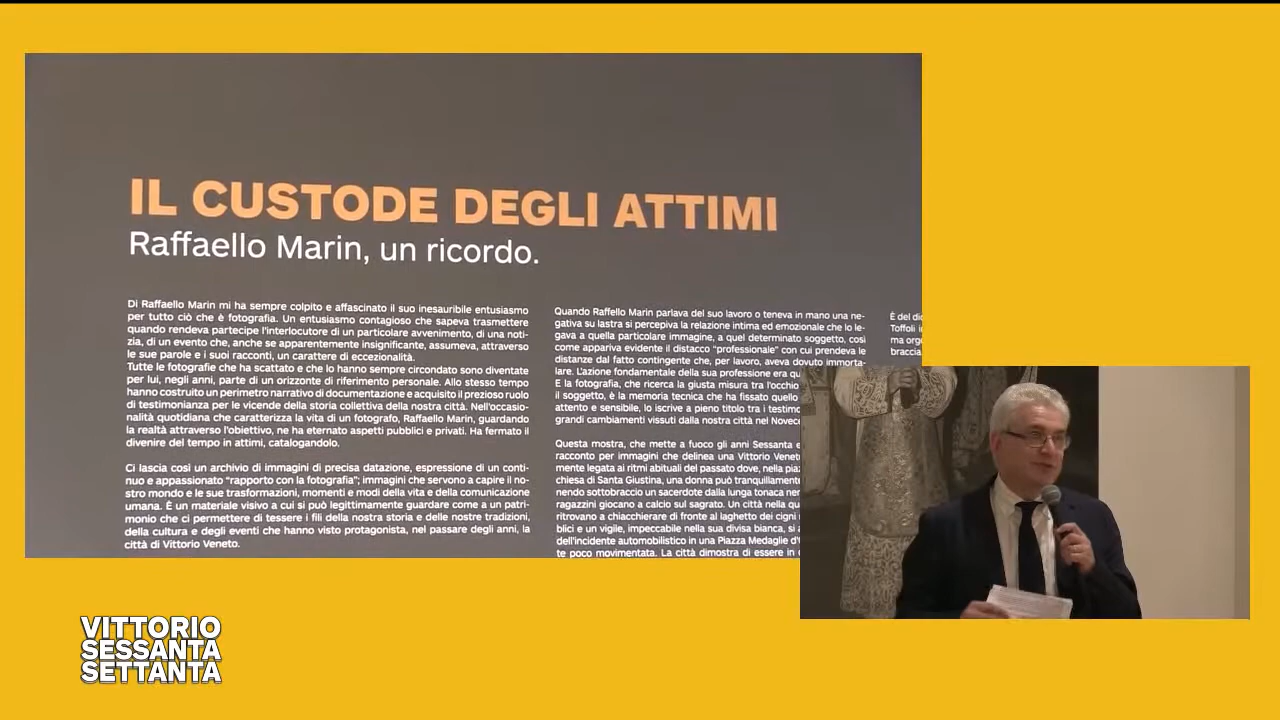 IL CUSTODE DEGLI ATTIMI
Raffaello Marin, un ricordo.
Di Raffaello Marin mi ha sempre colpito e affascinato il suo inesauribile entusiasmo
per tutto ciò che è fotografia. Un entusiasmo contagioso che sapeva trasmettere
quando rendeva partecipe l'interlocutore di un particolare avvenimento, di una noti-
zia, di un evento che, anche se apparentemente insignificante, assumeva, attraverso
le sue parole e i suoi racconti, un carattere di eccezionalità.
Tutte le fotografie che ha scattato e che lo hanno sempre circondato sono diventate
per lui, negli anni, parte di un orizzonte di riferimento personale. Allo stesso tempo
hanno costruito un perimetro narrativo di documentazione e acquisito il prezioso ruolo
di testimonianza per le vicende della storia collettiva della nostra città. Nell'occasio-
nalità quotidiana che caratterizza la vita di un fotografo, Raffaello Marin, guardando
la realtà attraverso l'obiettivo, ne ha eternato aspetti pubblici e privati. Ha fermato il
divenire del tempo in attimi, catalogandolo.
Ci lascia così un archivio di immagini di precisa datazione, espressione di un conti-
nuo e appassionato "rapporto con la fotografia"; immagini che servono a capire il no-
stro mondo e le sue trasformazioni, momenti e modi della vita e della comunicazione
umana. È un materiale visivo a cui si può legittimamente guardare come a un patri-
monio che ci permette di tessere i fili della nostra storia e delle nostre tradizioni,
della cultura e degli eventi che hanno visto protagonista, nel passare degli anni, la
città di Vittorio Veneto.
Quando Raffello Marin parlava del suo lavoro o teneva in mano una ne-
gativa su lastra si percepiva la relazione intima ed emozionale che lo le-
gava a quella particolare immagine, a quel determinato soggetto, così
come appariva evidente il distacco "professionale" con cui prendeva le
distanze dal fatto contingente che, per lavoro, aveva dovuto immorta-
lare. L'azione fondamentale della sua professione era qu
E la fotografia, che ricerca la giusta misura tra l'occhio
il soggetto, è la memoria tecnica che ha fissato quello
attento e sensibile, lo iscrive a pieno titolo tra i testimo
grandi cambiamenti vissuti dalla nostra città nel Novec
Questa mostra, che mette a fuoco gli anni Sessanta e
racconto per immagini che delinea una Vittorio Venet
mente legata ai ritmi abituali del passato dove, nella piaz
chiesa di Santa Giustina, una donna può tranquillamente
nendo sottobraccio un sacerdote dalla lunga tonaca ner
ragazzini giocano a calcio sul sagrato. Un città nella qu
ritrovano a chiacchierare di fronte al laghetto dei cigni
blici e un vigile, impeccabile nella sua divisa bianca, si
dell'incidente automobilistico in una Piazza Medaglie d'
te poco movimentata. La città dimostra di essere in
È del di
Toffoli i
ma orgo
braccia
VITTORIO
SESSANTA
SETTANTA